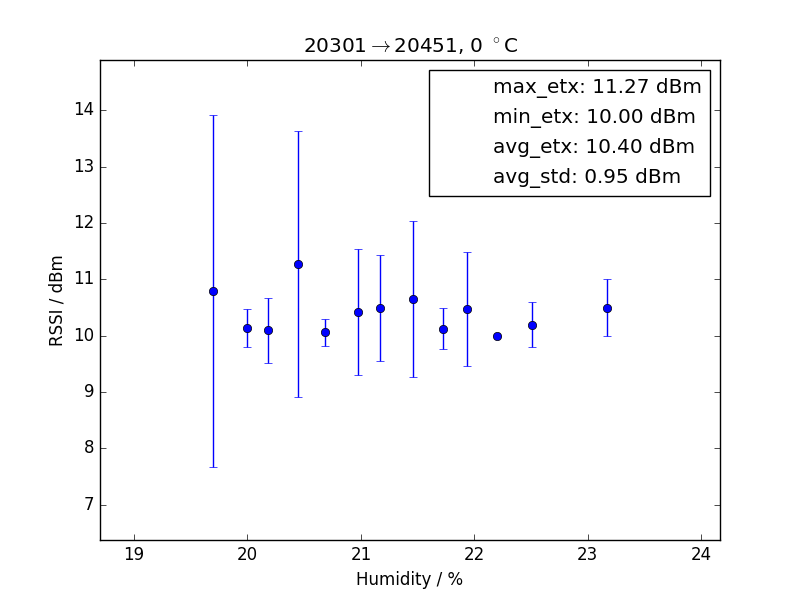 20301→20451, 0 °C
max_etx: 11.27 dBm
min_etx: 10.00 dBm
avg_etx: 10.40 dBm
avg_std: 0.95 dBm
RSSI / dBm
14
13
12
11
10
9
8
7
19 20 21 22 23 24
Humidity / %